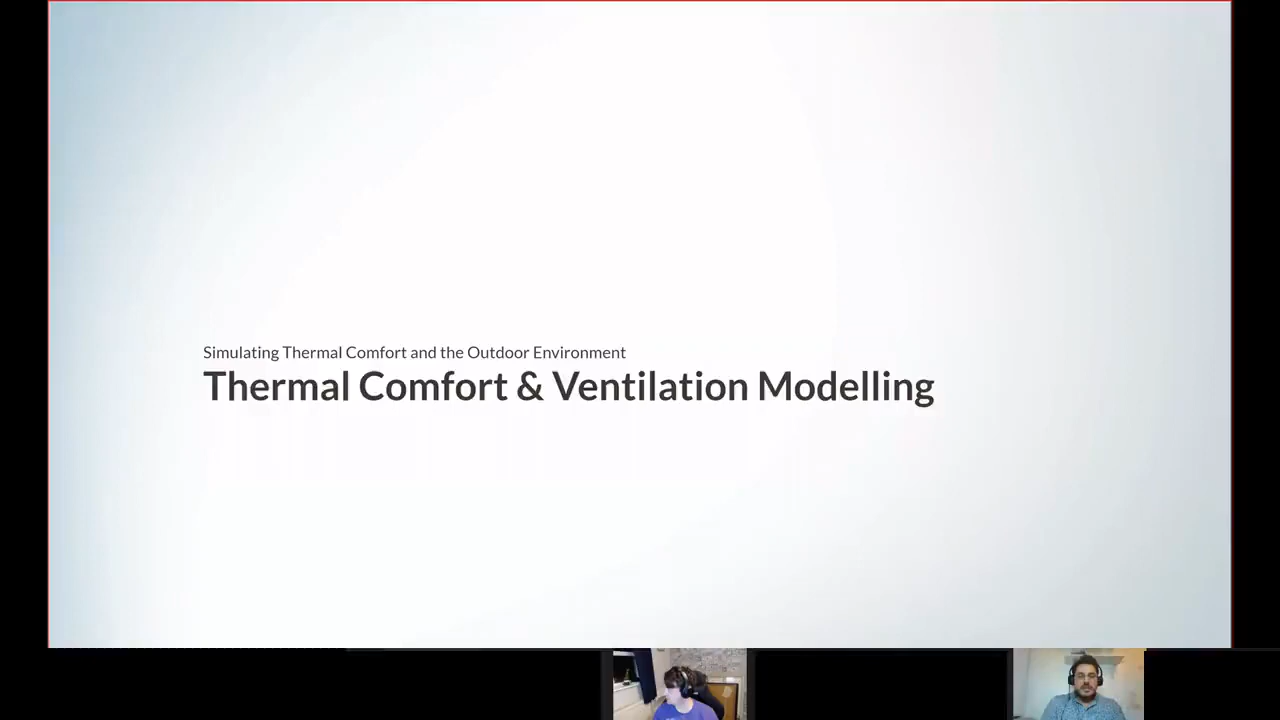 Simulating Thermal Comfort and the Outdoor Environment
Thermal Comfort & Ventilation Modelling